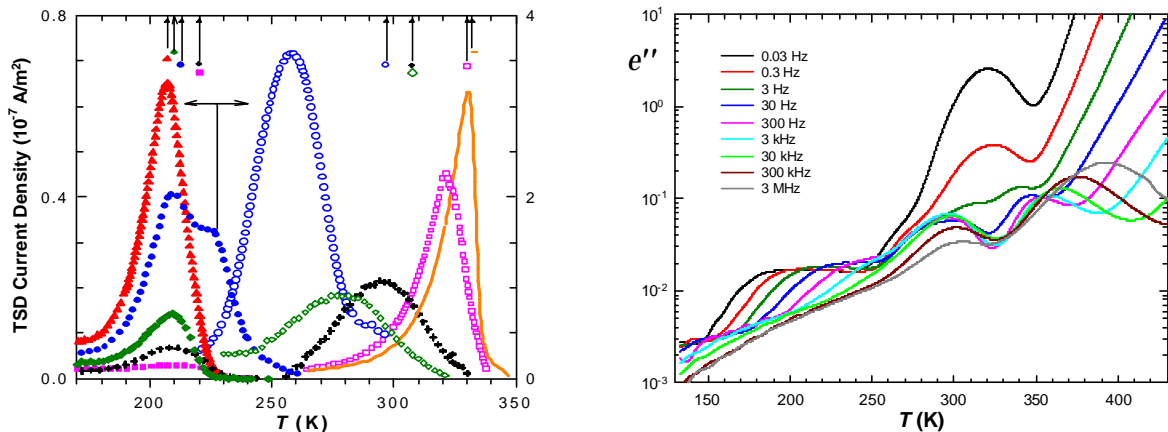 0.8
0.4
0.0
TSD Current Density (10⁻⁷ A/m²)
200
250
300
350
T (K)
4
3
2
1
0
e''
10¹
10⁰
10⁻¹
10⁻²
10⁻³
0.03 Hz
0.3 Hz
3 Hz
30 Hz
300 Hz
3 kHz
30 kHz
300 kHz
3 MHz
150
200
250
300
350
400
T (K)